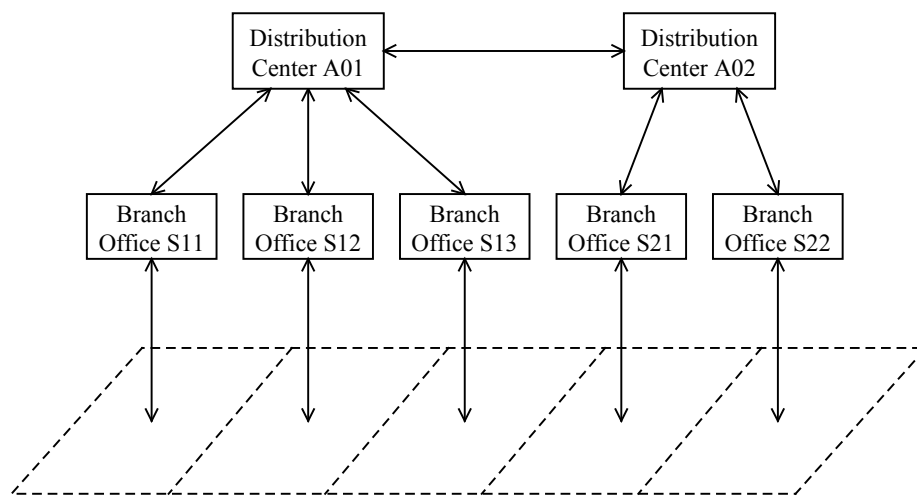 Distribution
Center A01
Distribution
Center A02
Branch
Office S11
Branch
Office S12
Branch
Office S13
Branch
Office S21
Branch
Office S22